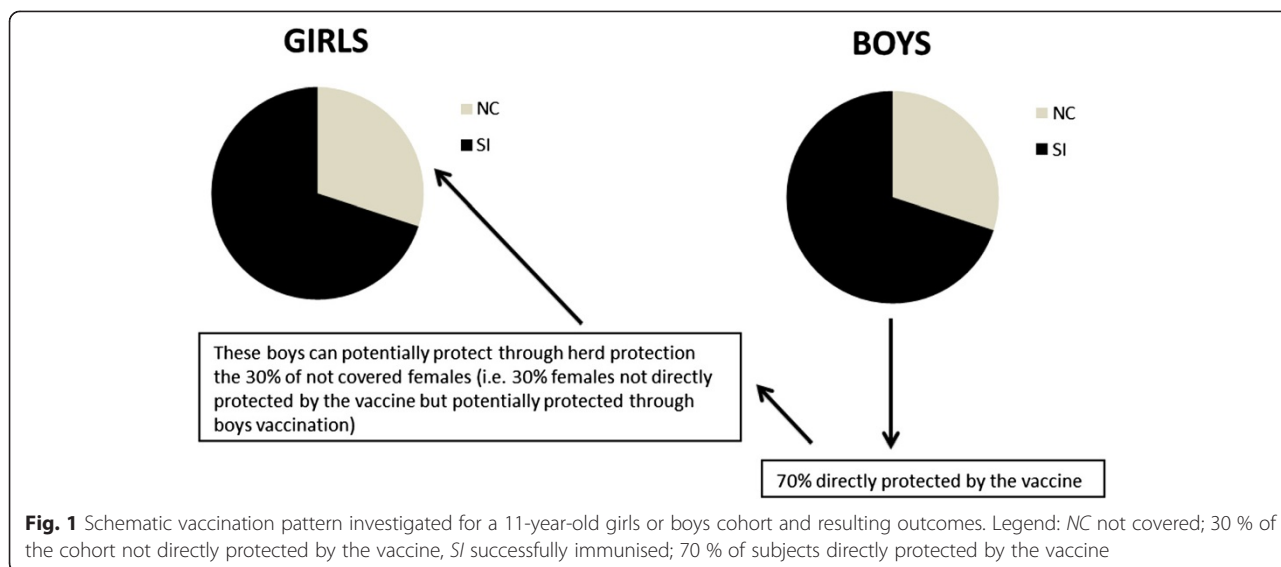 GIRLS
NC
SI
BOYS
NC
SI
These boys can potentially protect through herd protection
the 30% of not covered females (i.e. 30% females not directly
protected by the vaccine but potentially protected through
boys vaccination)
70% directly protected by the vaccine
Fig. 1 Schematic vaccination pattern investigated for a 11-year-old girls or boys cohort and resulting outcomes. Legend: NC not covered; 30 % of
the cohort not directly protected by the vaccine, SI successfully immunised; 70 % of subjects directly protected by the vaccine